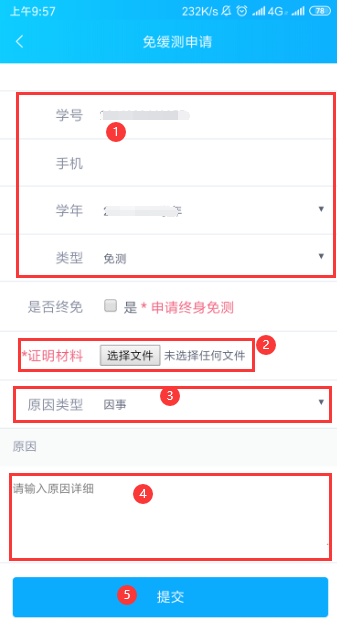 上午9:57 232K/s 4G 78
免缓测申请
学号 1
手机
学年
类型 免测
是否终免 是 * 申请终身免测
*证明材料 选择文件 未选择任何文件 2
原因类型 因事 3
原因
请输入原因详细 4
5 提交